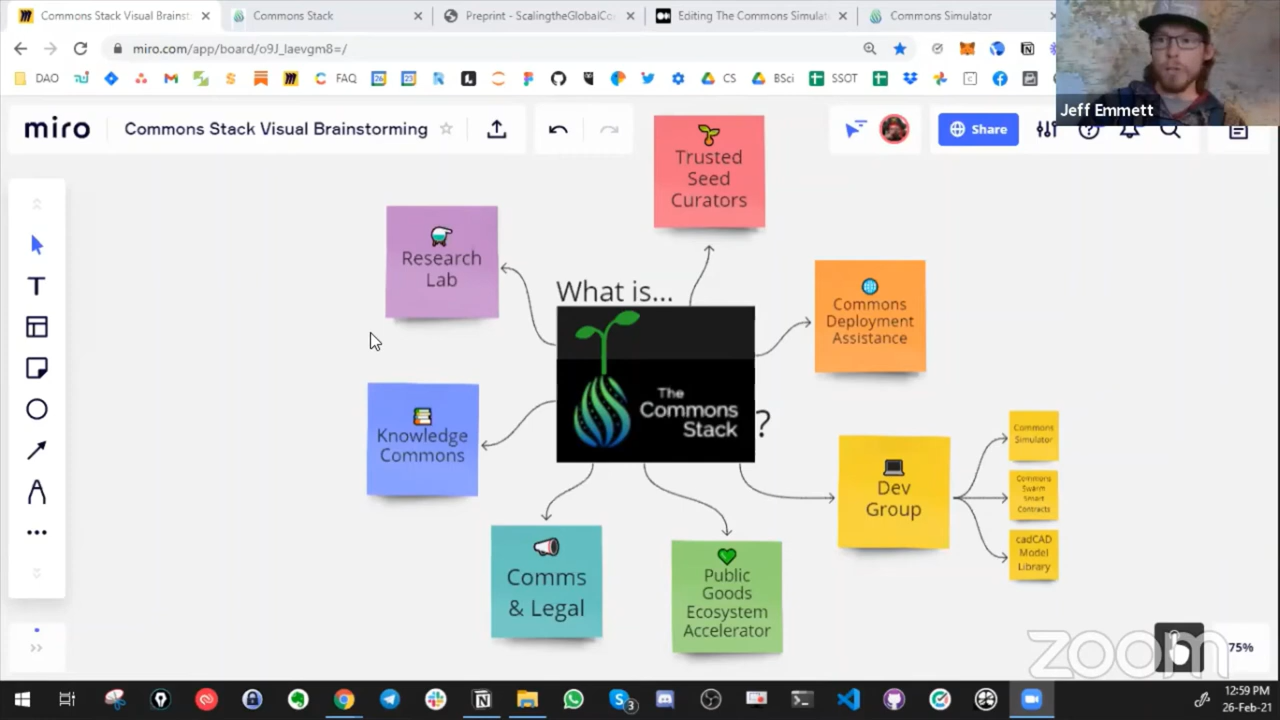 Commons Stack Visual Brainst
Commons Stack
Preprint - ScalingtheGlobalCo
Editing The Commons Simulat
Commons Simulator
miro.com/app/board/o9J_laevgm8=/
DAO
FAQ
CS
BSci
SSOT
Jeff Emmett
miro
Commons Stack Visual Brainstorming
Share
Trusted
Seed
Curators
Research
Lab
What is...
Commons
Deployment
Assistance
The
Commons
Stack
?
Knowledge
Commons
Dev
Group
Commons
Simulator
Commons
Swarm
Smart
Contracts
cadCAD
Model
Library
Comms
& Legal
Public
Goods
Ecosystem
Accelerator
zoom
75%
3
12:59 PM
26-Feb-21